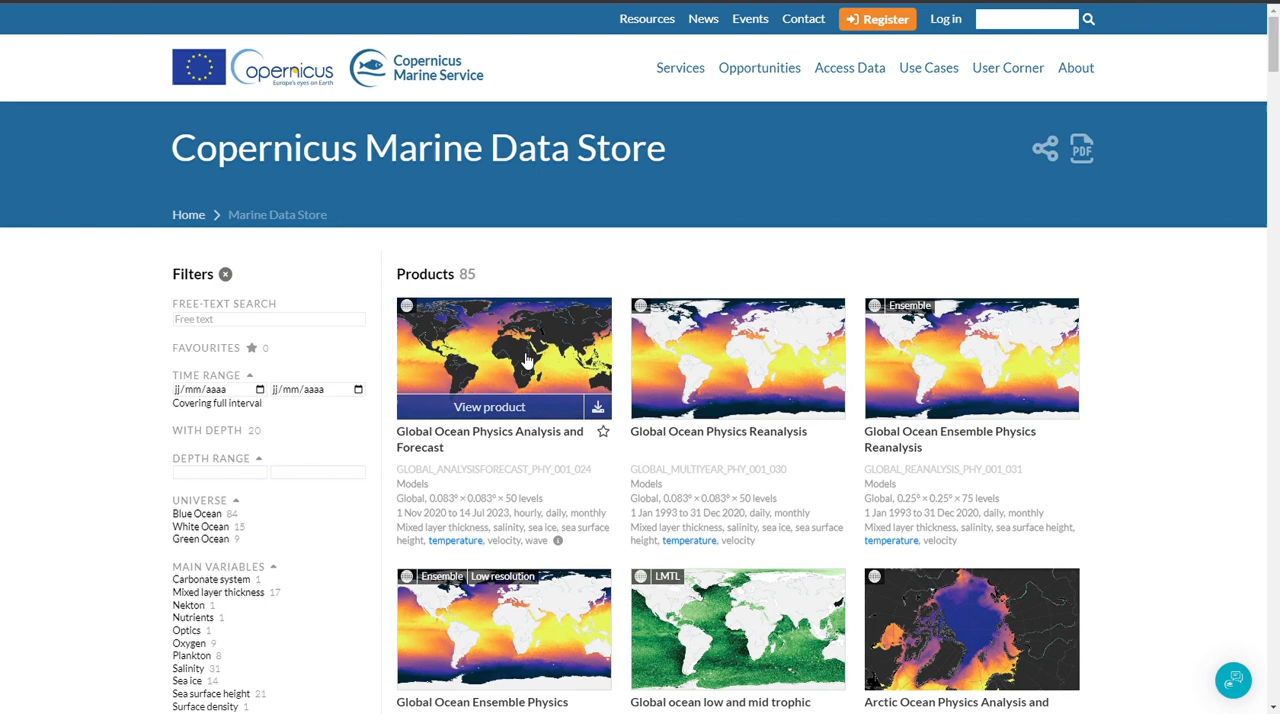 Resources News Events Contact Register Log in
Copernicus
Europe's eyes on Earth
Copernicus
Marine Service
Services Opportunities Access Data Use Cases User Corner About
Copernicus Marine Data Store
PDF
Home > Marine Data Store
Filters
FREE-TEXT SEARCH
Free text
FAVOURITES 0
TIME RANGE
jj/mm/aaaa jj/mm/aaaa
Covering full interval
WITH DEPTH 20
DEPTH RANGE
UNIVERSE
Blue Ocean 84
White Ocean 15
Green Ocean 9
MAIN VARIABLES
Carbonate system 1
Mixed layer thickness 17
Nekton 1
Nutrients 1
Optics 1
Oxygen 9
Plankton 8
Salinity 31
Sea ice 14
Sea surface height 21
Surface density 1
Products 85
View product
Global Ocean Physics Analysis and
Forecast
GLOBAL_ANALYSISFORECAST_PHY_001_024
Models
Global, 0.083° × 0.083° × 50 levels
1 Nov 2020 to 14 Jul 2023, hourly, daily, monthly
Mixed layer thickness, salinity, sea ice, sea surface
height, temperature, velocity, wave
Global Ocean Physics Reanalysis
GLOBAL_MULTIYEAR_PHY_001_030
Models
Global, 0.083° × 0.083° × 50 levels
1 Jan 1993 to 31 Dec 2020, daily, monthly
Mixed layer thickness, salinity, sea ice, sea surface
height, temperature, velocity
Ensemble
Global Ocean Ensemble Physics
Reanalysis
GLOBAL_REANALYSIS_PHY_001_031
Models
Global, 0.25° × 0.25° × 75 levels
1 Jan 1993 to 31 Dec 2020, daily, monthly
Mixed layer thickness, salinity, sea surface height,
temperature, velocity
Ensemble Low resolution
Global Ocean Ensemble Physics
LMTL
Global ocean low and mid trophic
Arctic Ocean Physics Analysis and